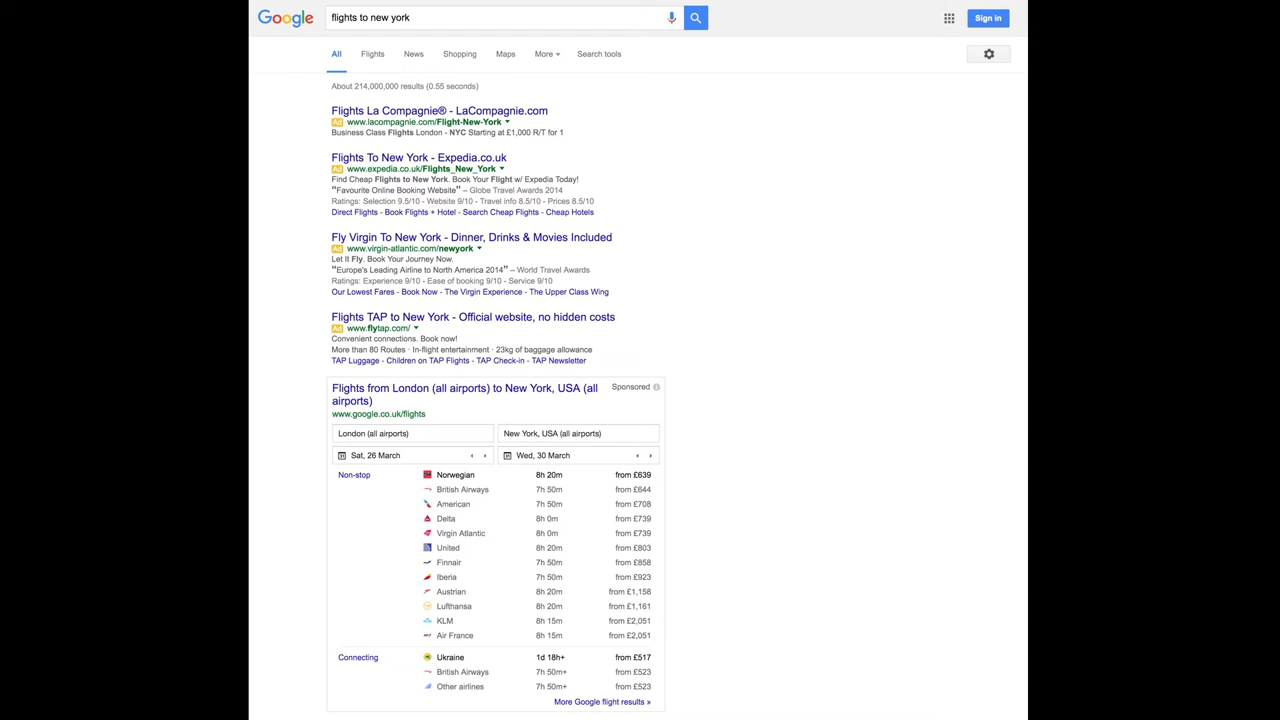 Google flights to new york Sign in
All Flights News Shopping Maps More Search tools
About 214,000,000 results (0.55 seconds)
Flights La Compagnie® - LaCompagnie.com
Ad www.lacompagnie.com/Flight-New-York
Business Class Flights London - NYC Starting at £1,000 R/T for 1
Flights To New York - Expedia.co.uk
Ad www.expedia.co.uk/Flights_New_York
Find Cheap Flights to New York. Book Your Flight w/ Expedia Today!
"Favourite Online Booking Website" – Globe Travel Awards 2014
Ratings: Selection 9.5/10 - Website 9/10 - Travel info 8.5/10 - Prices 8.5/10
Direct Flights - Book Flights + Hotel - Search Cheap Flights - Cheap Hotels
Fly Virgin To New York - Dinner, Drinks & Movies Included
Ad www.virgin-atlantic.com/newyork
Let It Fly. Book Your Journey Now.
"Europe's Leading Airline to North America 2014" – World Travel Awards
Ratings: Experience 9/10 - Ease of booking 9/10 - Service 9/10
Our Lowest Fares - Book Now - The Virgin Experience - The Upper Class Wing
Flights TAP to New York - Official website, no hidden costs
Ad www.flytap.com/
Convenient connections. Book now!
More than 80 Routes · In-flight entertainment · 23kg of baggage allowance
TAP Luggage - Children on TAP Flights - TAP Check-in - TAP Newsletter
Flights from London (all airports) to New York, USA (all Sponsored
airports)
www.google.co.uk/flights
London (all airports) New York, USA (all airports)
Sat, 26 March Wed, 30 March
Non-stop Norwegian 8h 20m from £639
British Airways 7h 50m from £644
American 7h 50m from £708
Delta 8h 0m from £739
Virgin Atlantic 8h 0m from £739
United 8h 20m from £803
Finnair 7h 50m from £858
Iberia 7h 50m from £923
Austrian 8h 20m from £1,158
Lufthansa 8h 20m from £1,161
KLM 8h 15m from £2,051
Air France 8h 15m from £2,051
Connecting Ukraine 1d 18h+ from £517
British Airways 7h 50m+ from £523
Other airlines 7h 50m+ from £523
More Google flight results »